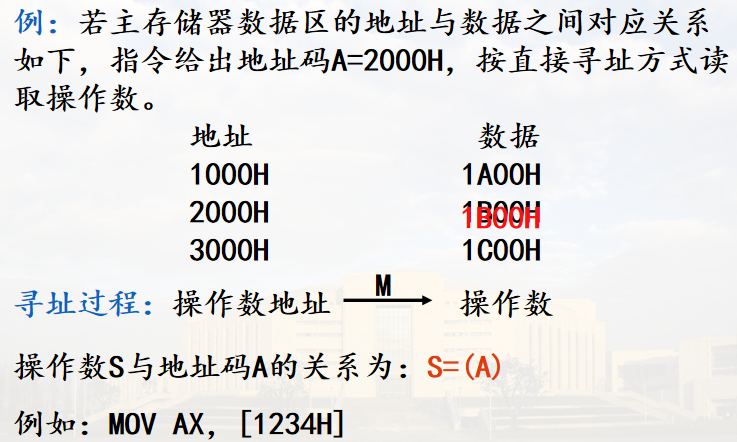 例：若主存储器数据区的地址与数据之间对应关系
如下，指令给出地址码A=2000H，按直接寻址方式读
取操作数。
地址 数据
1000H 1A00H
2000H 1B00H
3000H 1C00H
寻址过程：操作数地址 M 操作数
操作数S与地址码A的关系为：S=(A)
例如：MOV AX, [1234H]